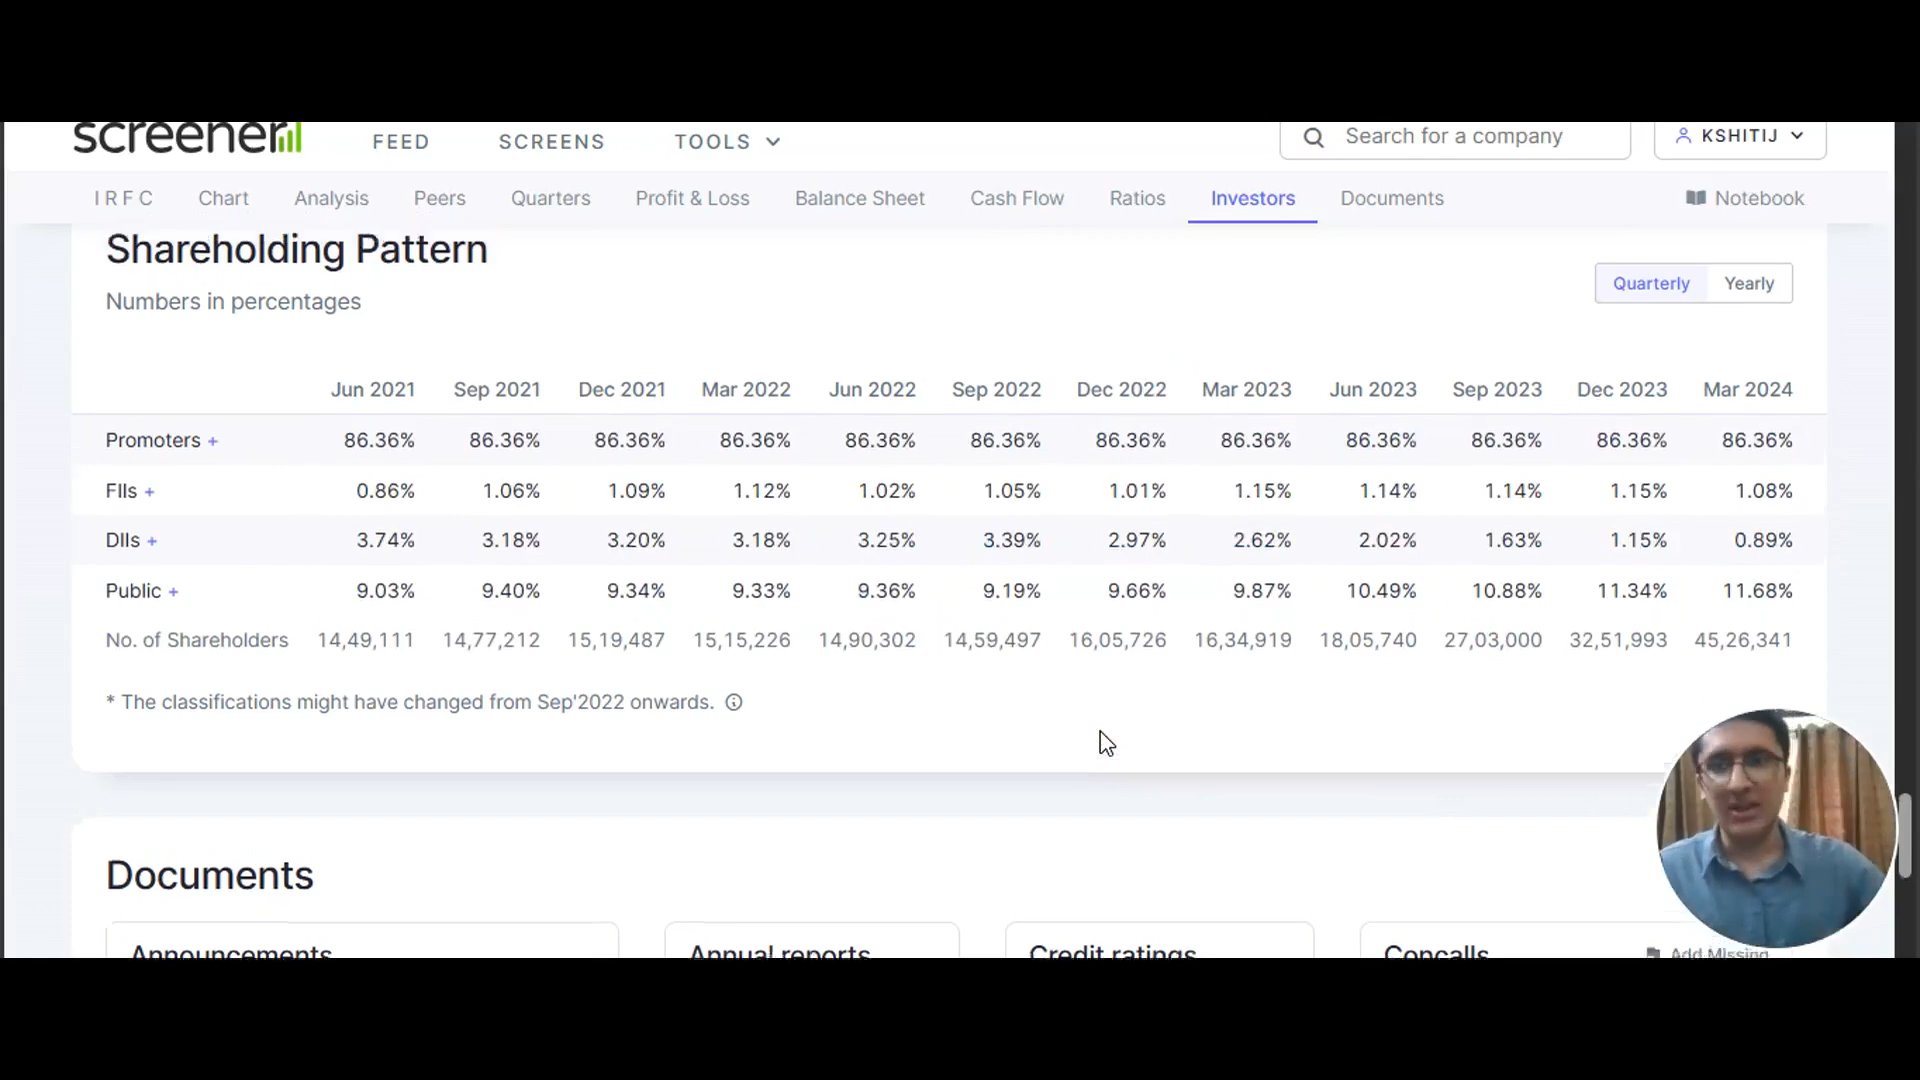 screener
FEED SCREENS TOOLS Search for a company KSHITIJ
I R F C Chart Analysis Peers Quarters Profit & Loss Balance Sheet Cash Flow Ratios Investors Documents Notebook
Shareholding Pattern
Numbers in percentages
Quarterly Yearly
Jun 2021 Sep 2021 Dec 2021 Mar 2022 Jun 2022 Sep 2022 Dec 2022 Mar 2023 Jun 2023 Sep 2023 Dec 2023 Mar 2024
Promoters + 86.36% 86.36% 86.36% 86.36% 86.36% 86.36% 86.36% 86.36% 86.36% 86.36% 86.36% 86.36%
FIIs + 0.86% 1.06% 1.09% 1.12% 1.02% 1.05% 1.01% 1.15% 1.14% 1.14% 1.15% 1.08%
DIIs + 3.74% 3.18% 3.20% 3.18% 3.25% 3.39% 2.97% 2.62% 2.02% 1.63% 1.15% 0.89%
Public + 9.03% 9.40% 9.34% 9.33% 9.36% 9.19% 9.66% 9.87% 10.49% 10.88% 11.34% 11.68%
No. of Shareholders 14,49,111 14,77,212 15,19,487 15,15,226 14,90,302 14,59,497 16,05,726 16,34,919 18,05,740 27,03,000 32,51,993 45,26,341
* The classifications might have changed from Sep'2022 onwards.
Documents
Announcements Annual reports Credit ratings Concalls Add Missing